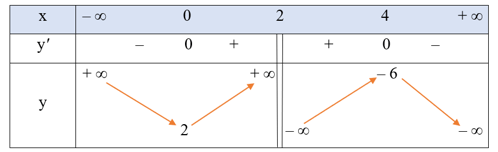 x – ∞ 0 2 4 + ∞
y′ – 0 + + 0 –
+ ∞ + ∞ – 6
y
2 – ∞ – ∞